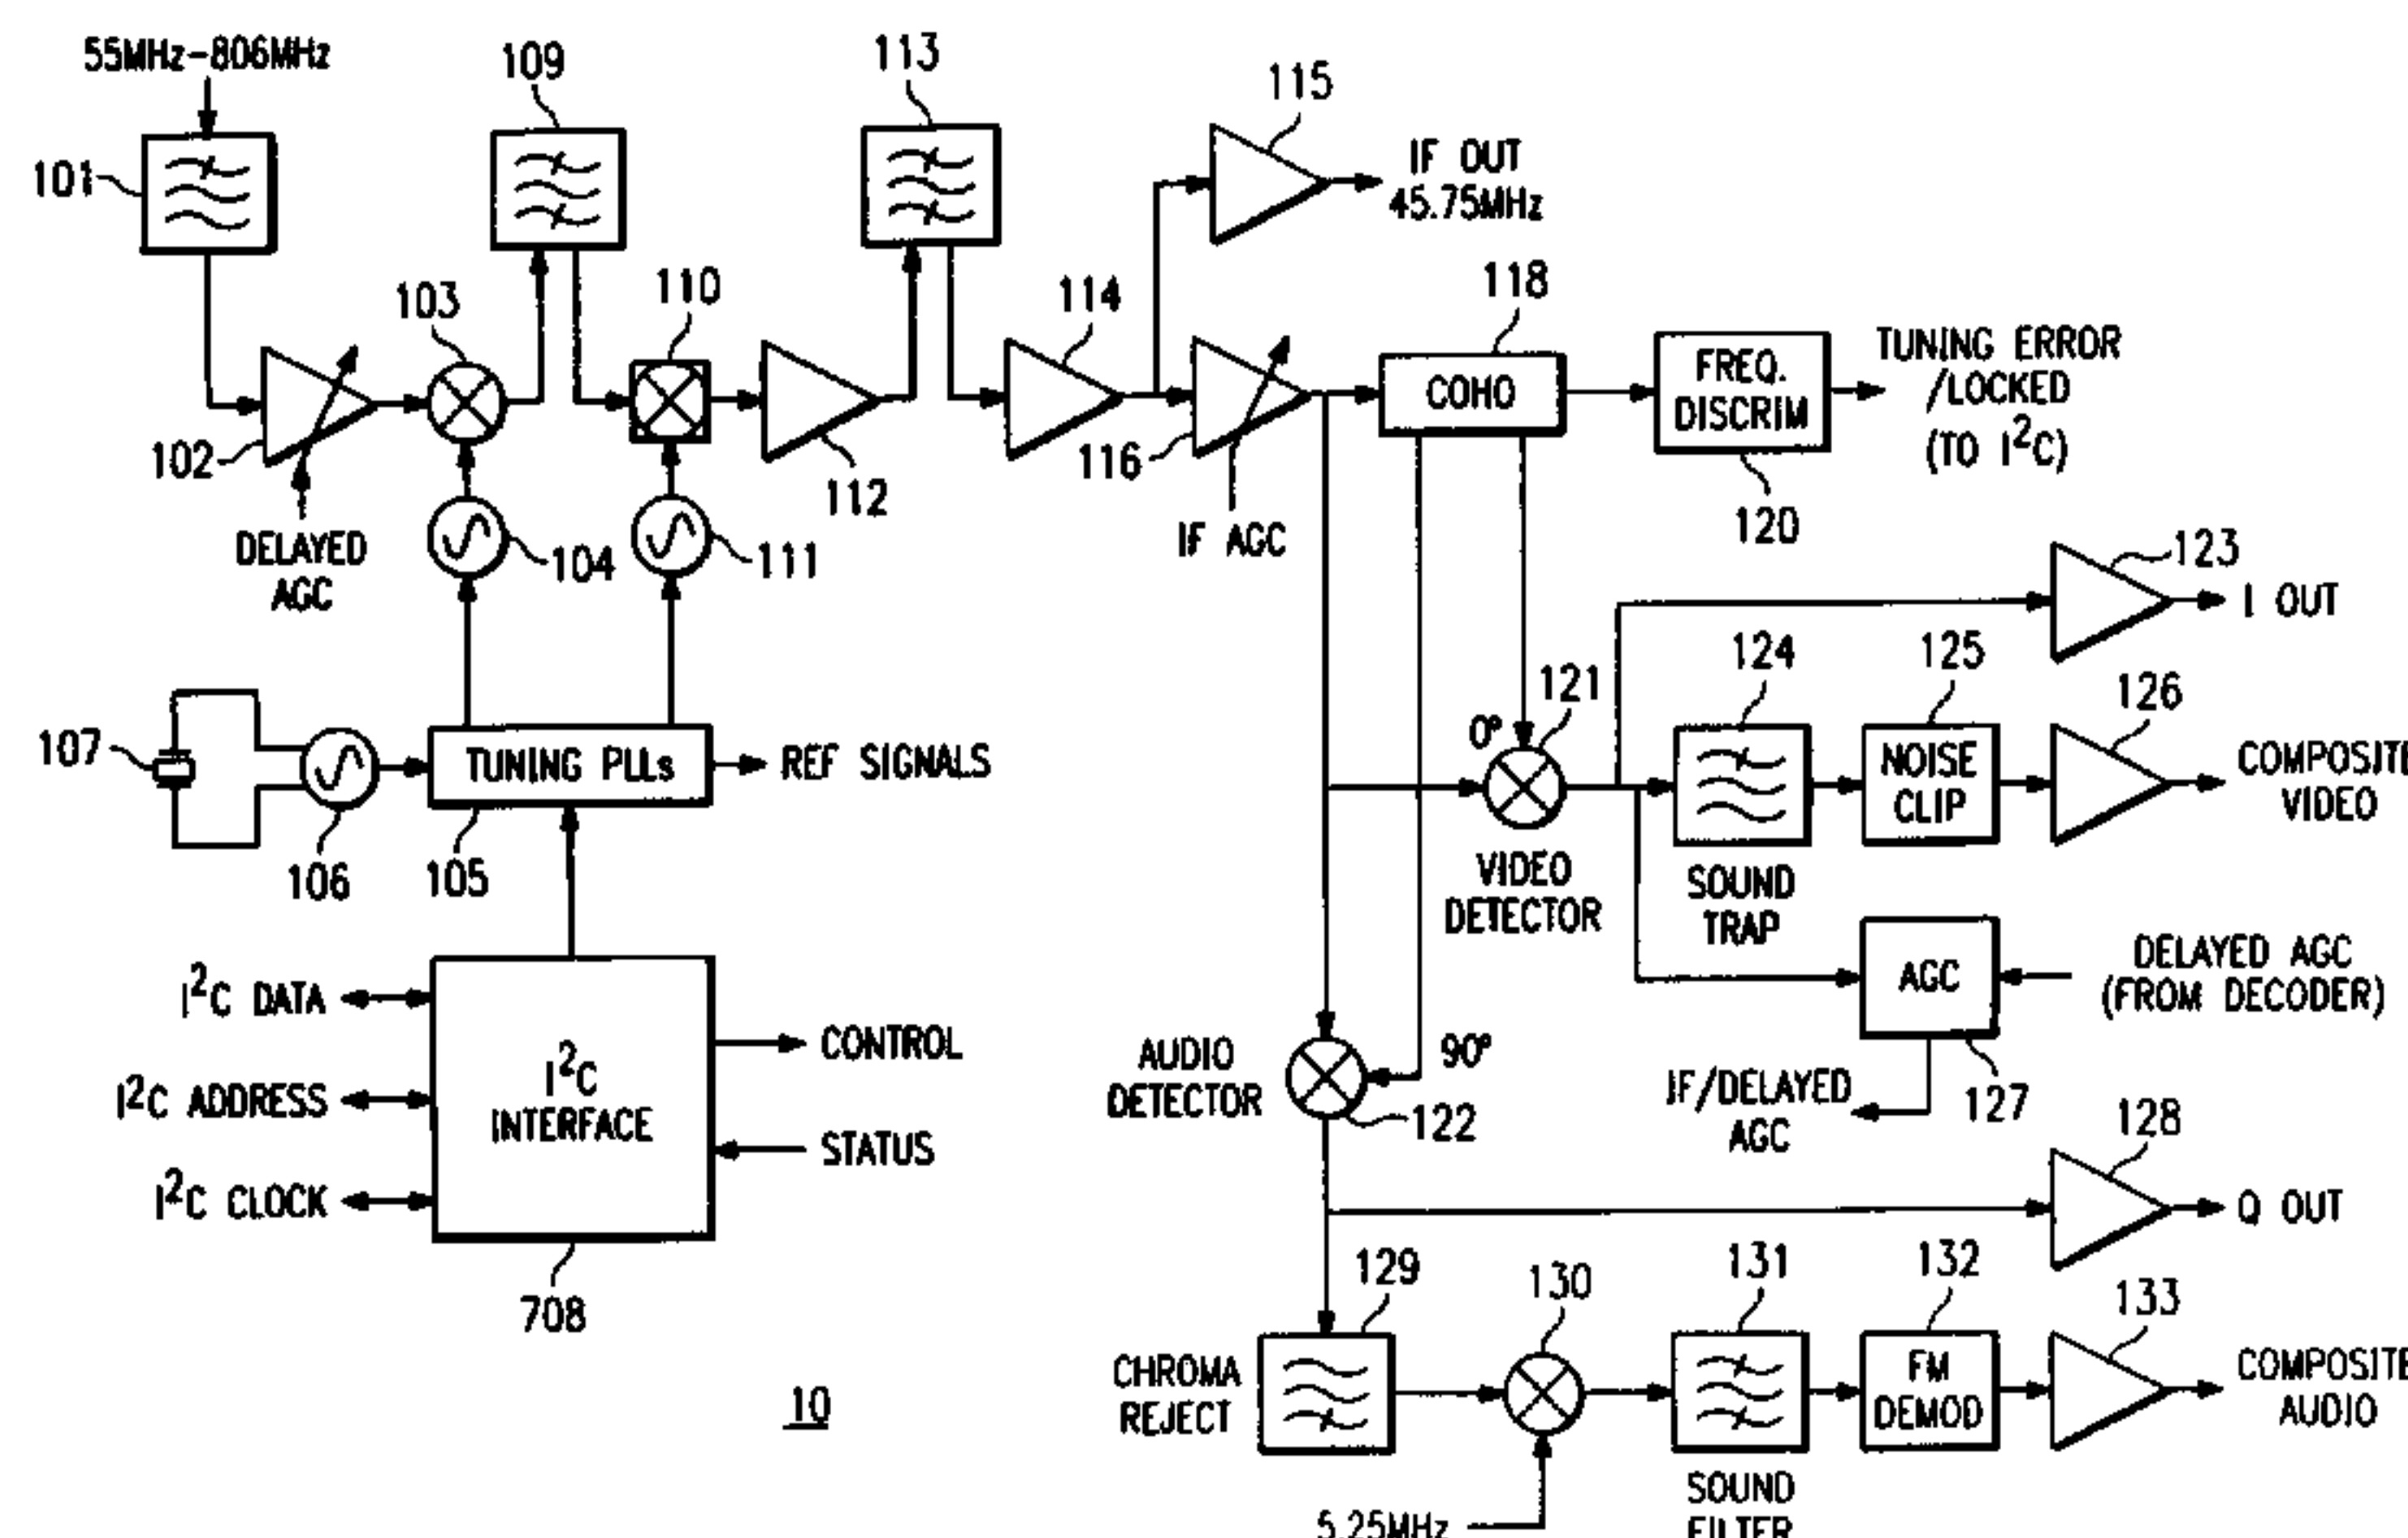 55MHz-806MHz
101
109
113
115
IF OUT
45.75MHz
103
110
114
118
102
112
116
COHO
FREQ.
DISCRIM
TUNING ERROR
/LOCKED
(TO I²C)
120
DELAYED
AGC
104
111
IF AGC
123
I OUT
107
106
TUNING PLLs
105
REF SIGNALS
0°
121
VIDEO
DETECTOR
124
SOUND
TRAP
125
NOISE
CLIP
126
COMPOSITE
VIDEO
AGC
127
DELAYED AGC
(FROM DECODER)
IF/DELAYED
AGC
I²C DATA
I²C ADDRESS
I²C CLOCK
I²C
INTERFACE
708
CONTROL
STATUS
AUDIO
DETECTOR
90°
122
128
Q OUT
CHROMA
REJECT
129
130
5.25MHz
131
SOUND
FILTER
132
FM
DEMOD
133
COMPOSITE
AUDIO
10